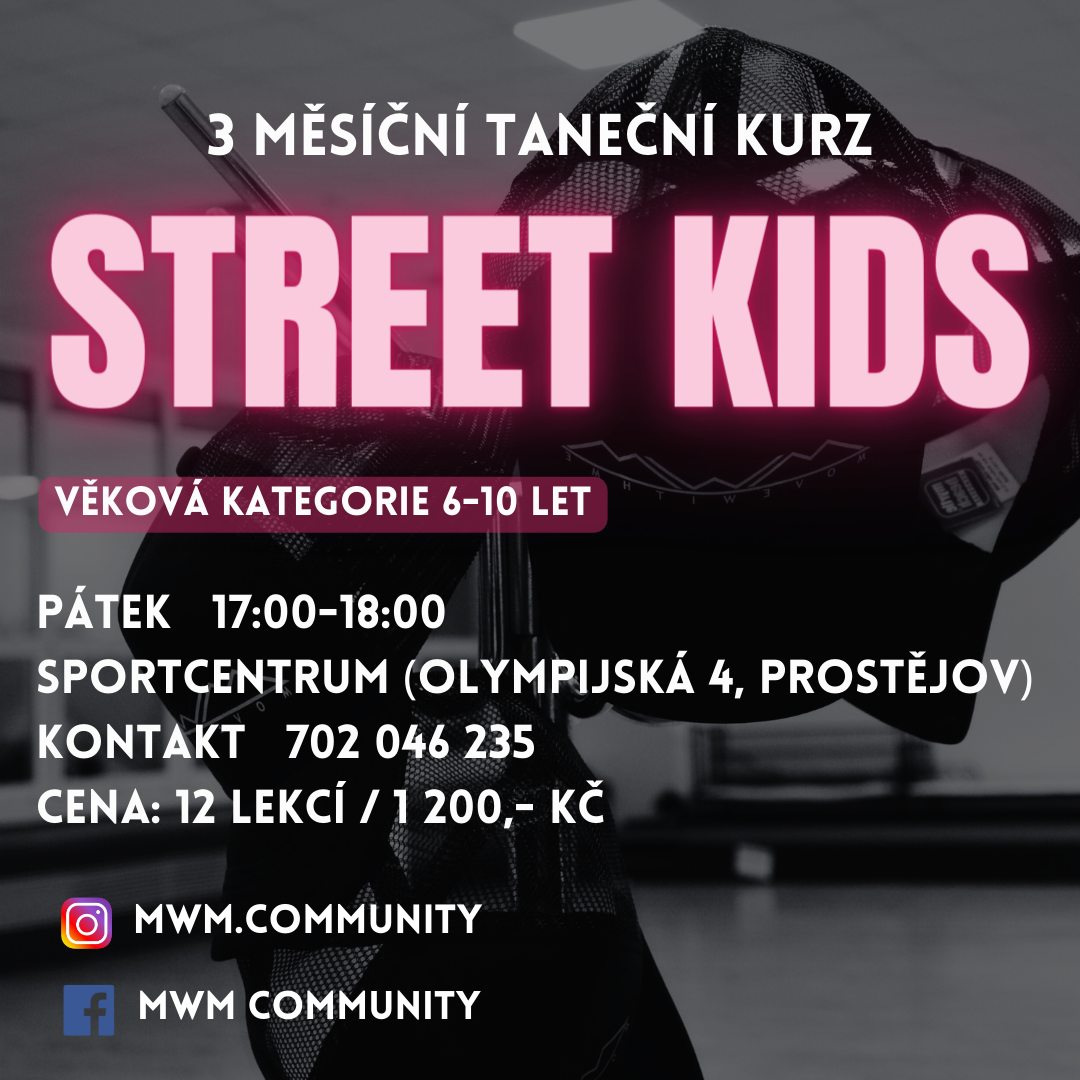 3 MĚSÍČNÍ TANEČNÍ KURZ
STREET KIDS
VĚKOVÁ KATEGORIE 6-10 LET
PÁTEK 17:00-18:00
SPORTCENTRUM (OLYMPIJSKÁ 4, PROSTĚJOV)
KONTAKT 702 046 235
CENA: 12 LEKCÍ / 1 200,- KČ
MWM.COMMUNITY
MWM COMMUNITY